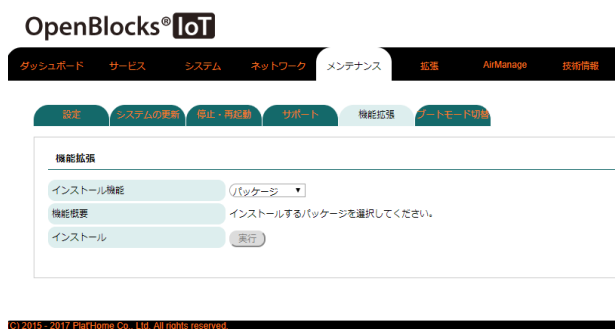 OpenBlocks® IoT
ダッシュボード サービス システム ネットワーク メンテナンス 拡張 AirManage 技術情報
設定 システムの更新 停止・再起動 サポート 機能拡張 ブートモード切替
機能拡張
インストール機能 パッケージ
機能概要 インストールするパッケージを選択してください。
インストール 実行
(C) 2015 - 2017 Plat'Home Co., Ltd. All rights reserved.